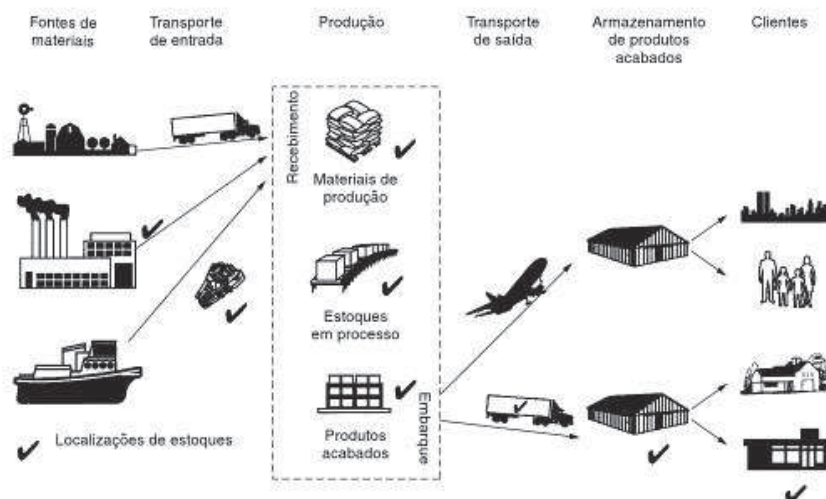 Fontes de
materiais
Transporte
de entrada
Produção
Transporte
de saída
Armazenamento
de produtos
acabados
Clientes
Recebimento
Materiais de
produção
Estoques
em processo
Produtos
acabados
Embarque
Localizações de estoques